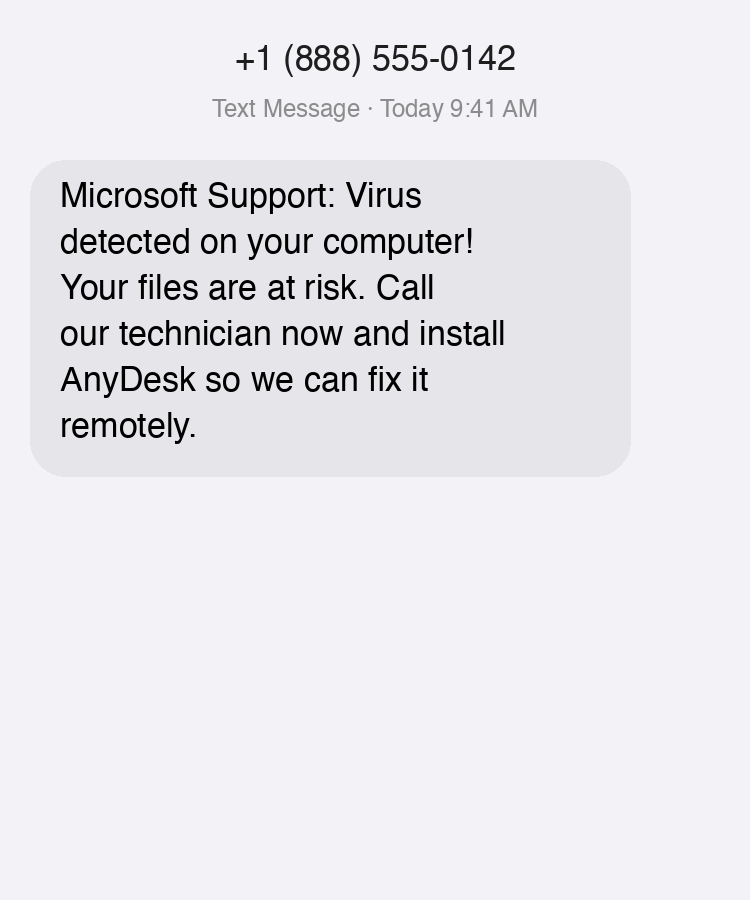 +1 (888) 555-0142
Text Message · Today 9:41 AM
Microsoft Support: Virus
detected on your computer!
Your files are at risk. Call
our technician now and install
AnyDesk so we can fix it
remotely.